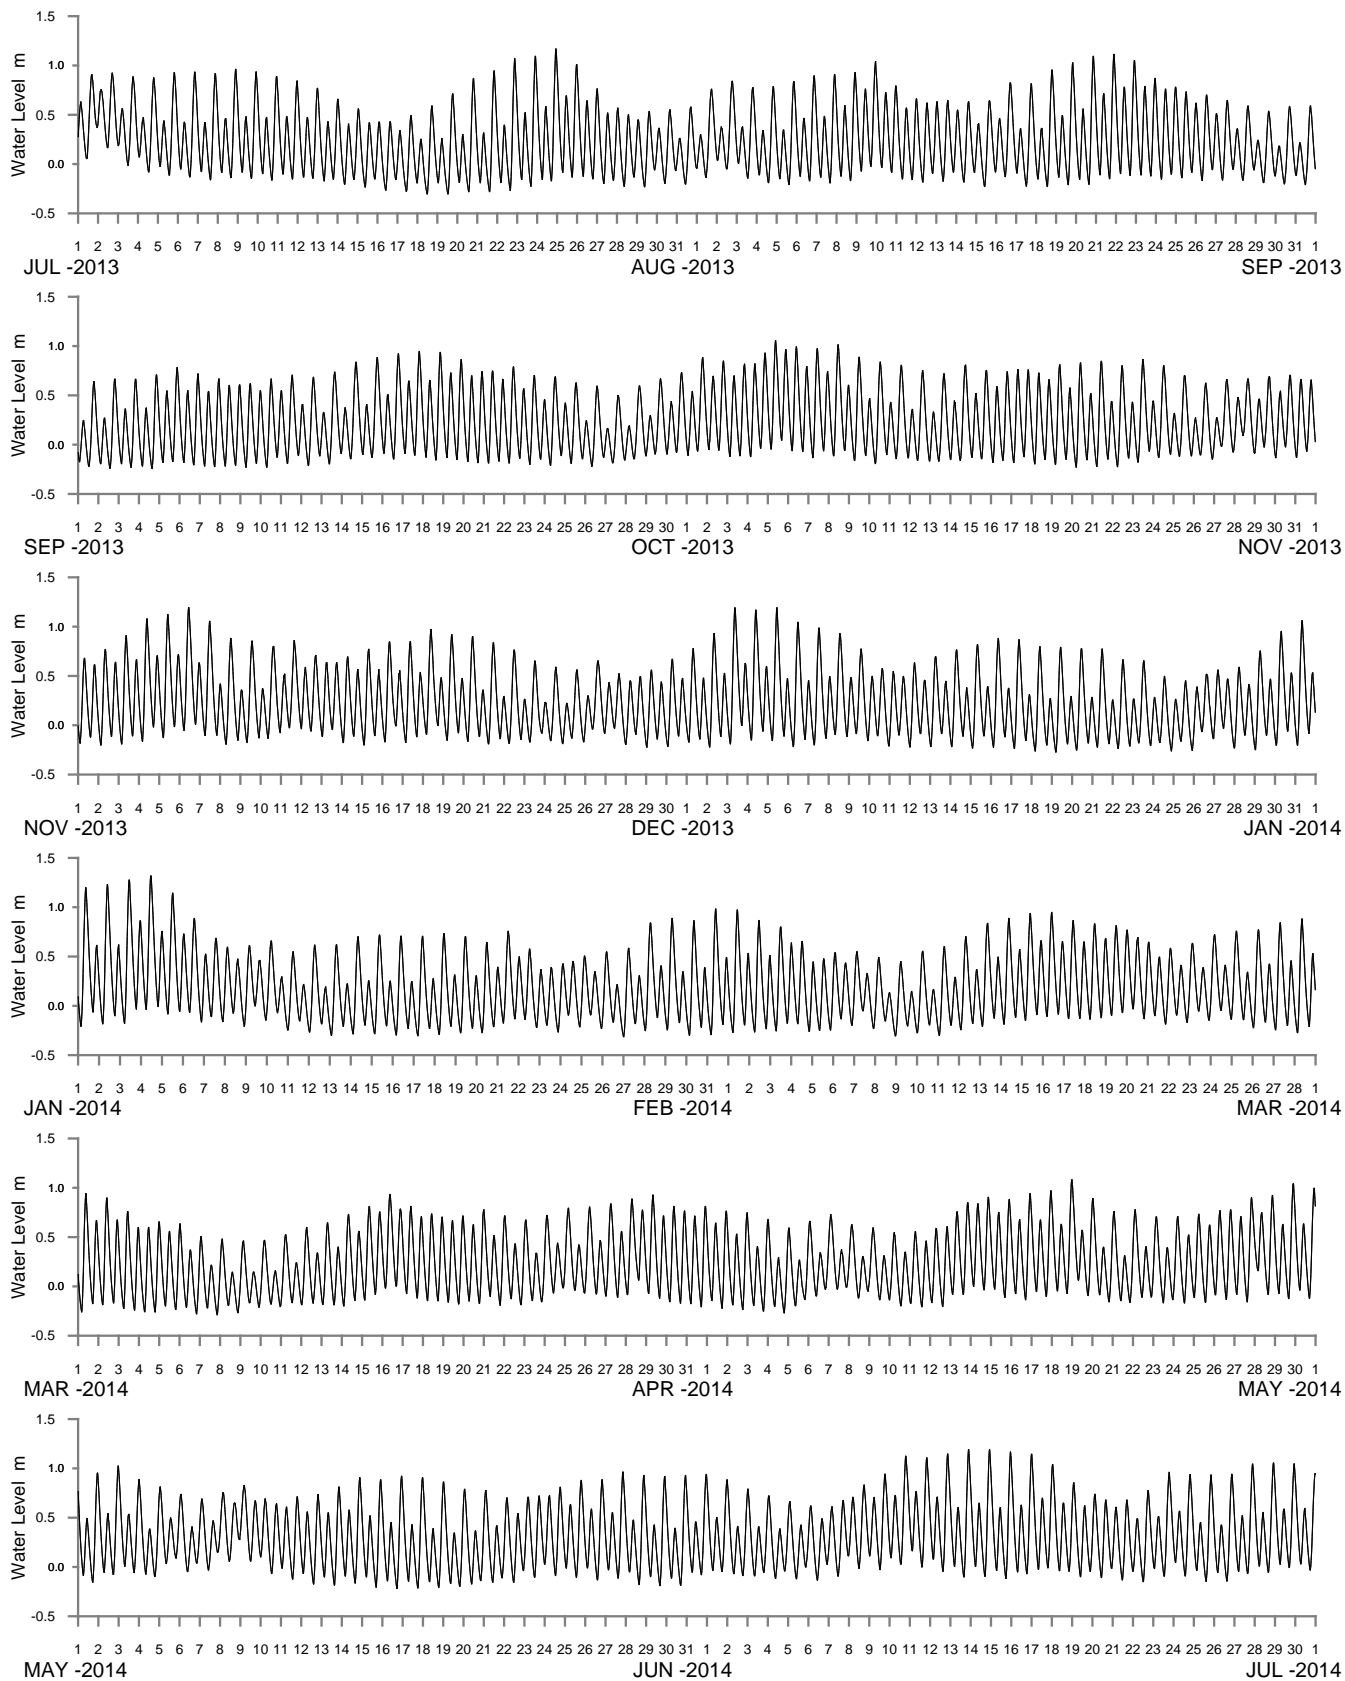 1.5
1.0
0.5
0.0
-0.5
Water Level m
1 2 3 4 5 6 7 8 9 10 11 12 13 14 15 16 17 18 19 20 21 22 23 24 25 26 27 28 29 30 31 1 2 3 4 5 6 7 8 9 10 11 12 13 14 15 16 17 18 19 20 21 22 23 24 25 26 27 28 29 30 31 1
JUL -2013 AUG -2013 SEP -2013
1.5
1.0
0.5
0.0
-0.5
Water Level m
1 2 3 4 5 6 7 8 9 10 11 12 13 14 15 16 17 18 19 20 21 22 23 24 25 26 27 28 29 30 1 2 3 4 5 6 7 8 9 10 11 12 13 14 15 16 17 18 19 20 21 22 23 24 25 26 27 28 29 30 31 1
SEP -2013 OCT -2013 NOV -2013
1.5
1.0
0.5
0.0
-0.5
Water Level m
1 2 3 4 5 6 7 8 9 10 11 12 13 14 15 16 17 18 19 20 21 22 23 24 25 26 27 28 29 30 1 2 3 4 5 6 7 8 9 10 11 12 13 14 15 16 17 18 19 20 21 22 23 24 25 26 27 28 29 30 31 1
NOV -2013 DEC -2013 JAN -2014
1.5
1.0
0.5
0.0
-0.5
Water Level m
1 2 3 4 5 6 7 8 9 10 11 12 13 14 15 16 17 18 19 20 21 22 23 24 25 26 27 28 29 30 31 1 2 3 4 5 6 7 8 9 10 11 12 13 14 15 16 17 18 19 20 21 22 23 24 25 26 27 28 1
JAN -2014 FEB -2014 MAR -2014
1.5
1.0
0.5
0.0
-0.5
Water Level m
1 2 3 4 5 6 7 8 9 10 11 12 13 14 15 16 17 18 19 20 21 22 23 24 25 26 27 28 29 30 31 1 2 3 4 5 6 7 8 9 10 11 12 13 14 15 16 17 18 19 20 21 22 23 24 25 26 27 28 29 30 1
MAR -2014 APR -2014 MAY -2014
1.5
1.0
0.5
0.0
-0.5
Water Level m
1 2 3 4 5 6 7 8 9 10 11 12 13 14 15 16 17 18 19 20 21 22 23 24 25 26 27 28 29 30 31 1 2 3 4 5 6 7 8 9 10 11 12 13 14 15 16 17 18 19 20 21 22 23 24 25 26 27 28 29 30 1
MAY -2014 JUN -2014 JUL -2014